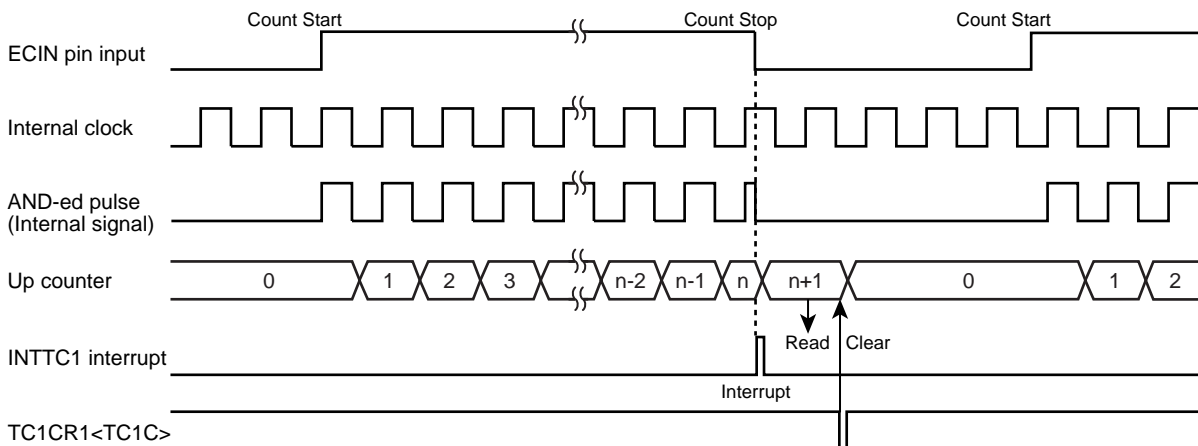 Count Start Count Stop Count Start
ECIN pin input
Internal clock
AND-ed pulse
(Internal signal)
Up counter 0 1 2 3 n-2 n-1 n n+1 0 1 2
Read Clear
INTTC1 interrupt
Interrupt
TC1CR1<TC1C>